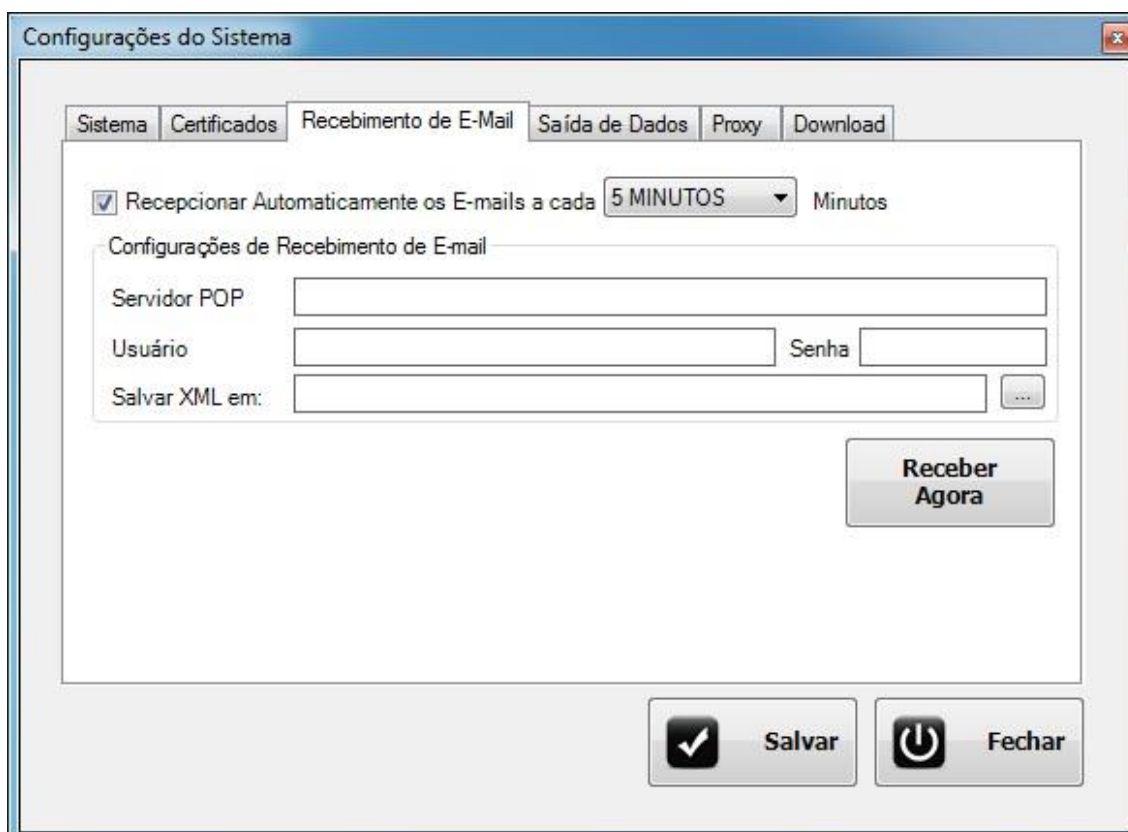 Configurações do Sistema
Sistema Certificados Recebimento de E-Mail Saída de Dados Proxy Download
Recepcionar Automaticamente os E-mails a cada 5 MINUTOS Minutos
Configurações de Recebimento de E-mail
Servidor POP
Usuário Senha
Salvar XML em: ...
Receber
Agora
Salvar Fechar